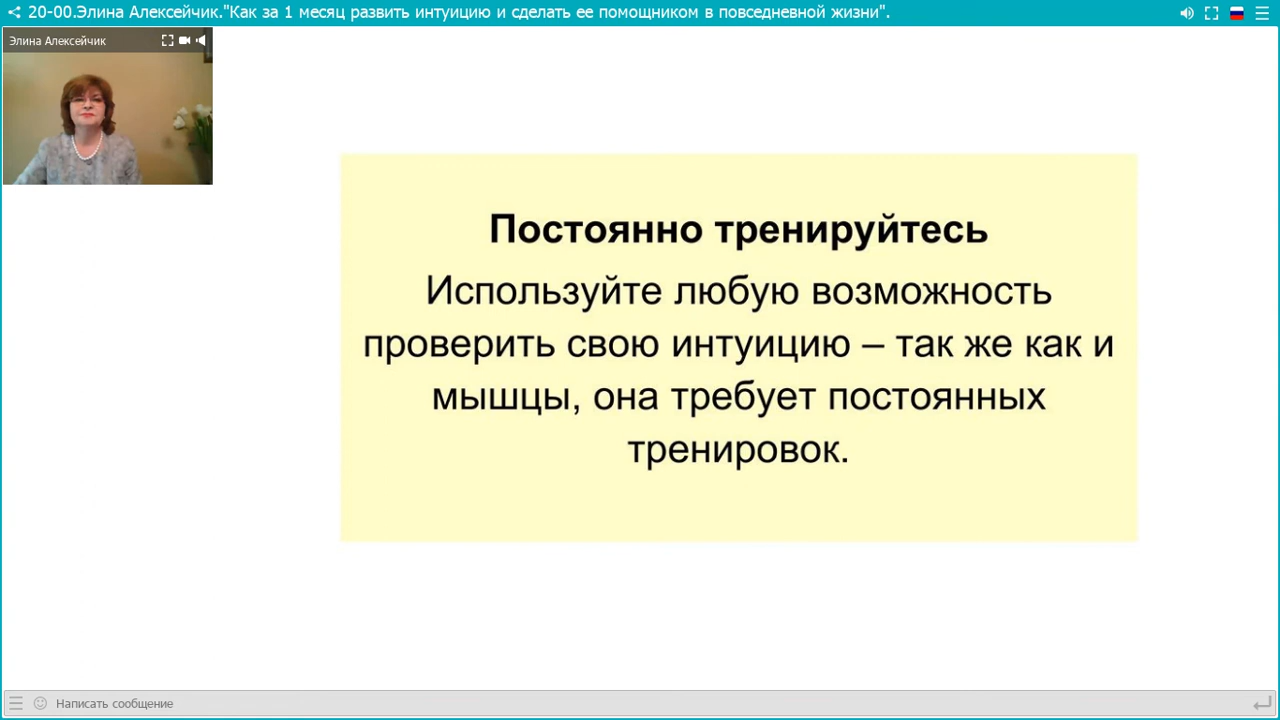 20-00.Элина Алексейчик."Как за 1 месяц развить интуицию и сделать ее помощником в повседневной жизни".
Элина Алексейчик
Постоянно тренируйтесь
Используйте любую возможность
проверить свою интуицию – так же как и
мышцы, она требует постоянных
тренировок.
Написать сообщение